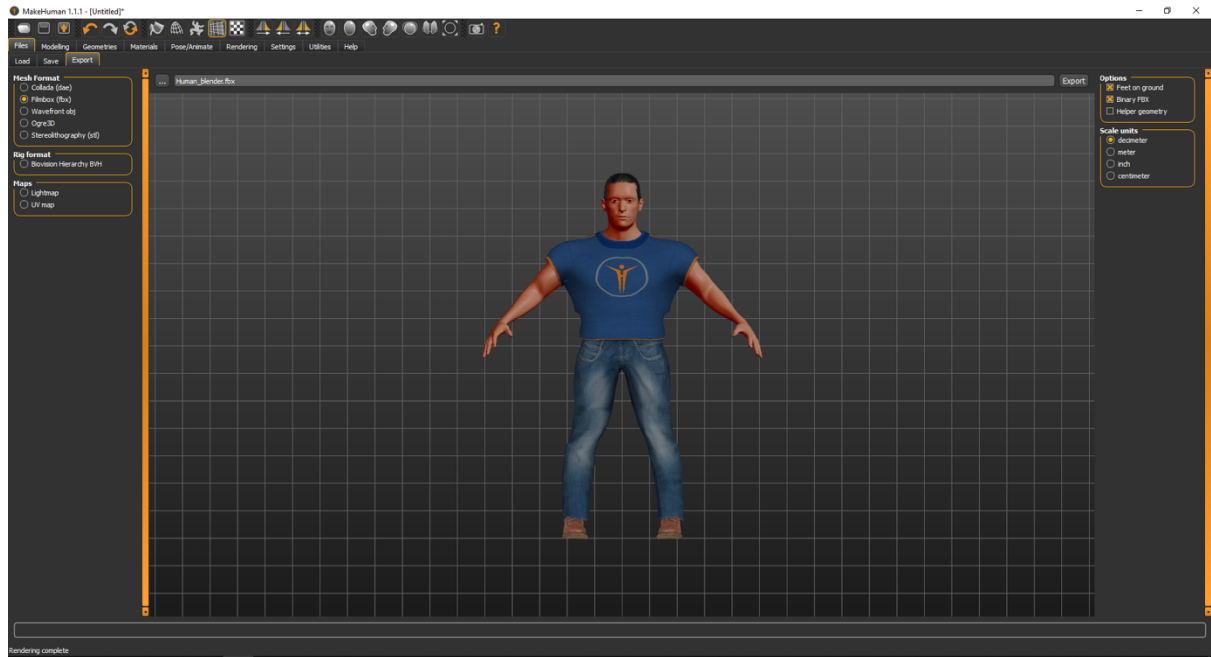 MakeHuman 1.1.1 - [Untitled]*
Files Modelling Geometries Materials Pose/Animate Rendering Settings Utilities Help
Load Save Export
Mesh Format
Collada (dae)
Filmbox (fbx)
Wavefront obj
Ogre3D
Stereolithography (stl)
Rig format
Biovision Hierarchy BVH
Maps
Lightmap
UV map
... Human_blender.fbx Export
Options
Feet on ground
Binary FBX
Helper geometry
Scale units
decimeter
meter
inch
centimeter
Rendering complete